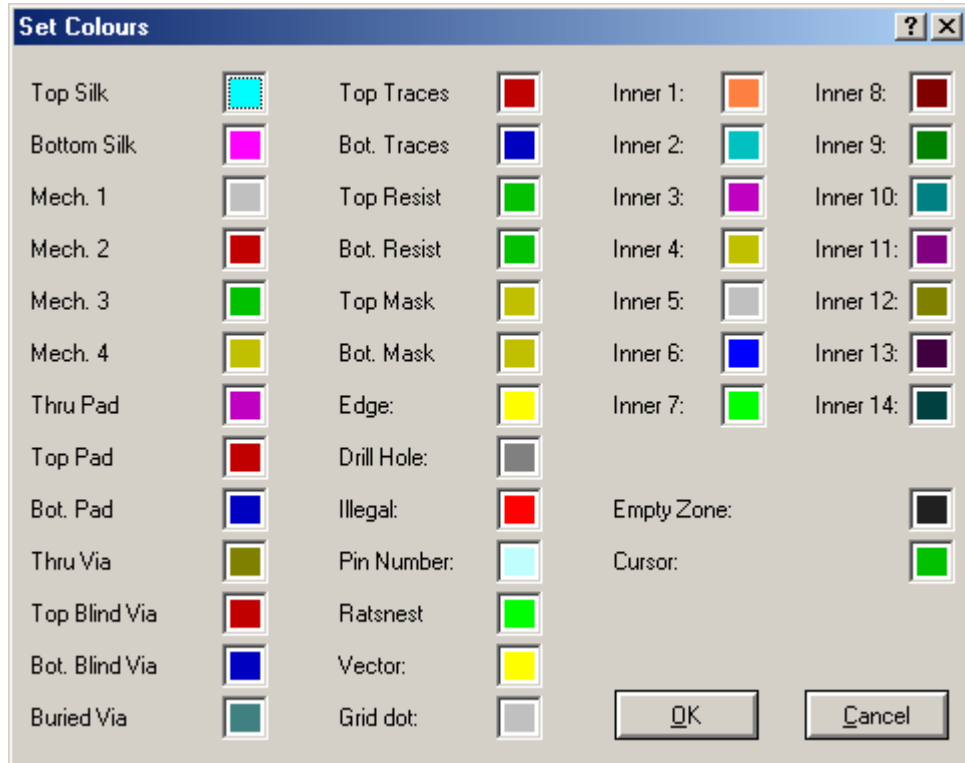 Set Colours
Top Silk Top Traces Inner 1: Inner 8:
Bottom Silk Bot. Traces Inner 2: Inner 9:
Mech. 1 Top Resist Inner 3: Inner 10:
Mech. 2 Bot. Resist Inner 4: Inner 11:
Mech. 3 Top Mask Inner 5: Inner 12:
Mech. 4 Bot. Mask Inner 6: Inner 13:
Thru Pad Edge: Inner 7: Inner 14:
Top Pad Drill Hole:
Bot. Pad Illegal: Empty Zone:
Thru Via Pin Number: Cursor:
Top Blind Via Ratsnest
Bot. Blind Via Vector:
Buried Via Grid dot: OK Cancel